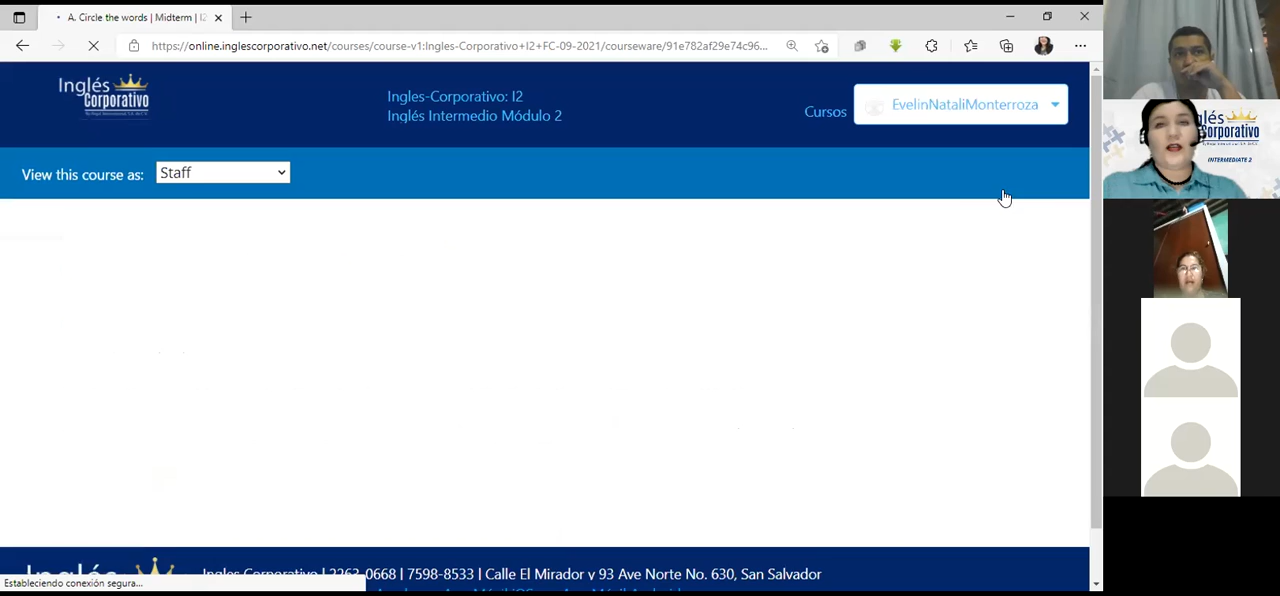 A. Circle the words | Midterm | I2
https://online.inglescorporativo.net/courses/course-v1:Ingles-Corporativo+I2+FC-09-2021/courseware/91e782af29e74c96...
Inglés
Corporativo
Ingles-Corporativo: I2
Inglés Intermedio Módulo 2
Cursos
EvelinNataliMonterroza
View this course as:
Staff
Inglés
Ingles Corporativo | 2263-0668 | 7598-8533 | Calle El Mirador y 93 Ave Norte No. 630, San Salvador
Estableciendo conexión segura...
INTERMEDIATE 2